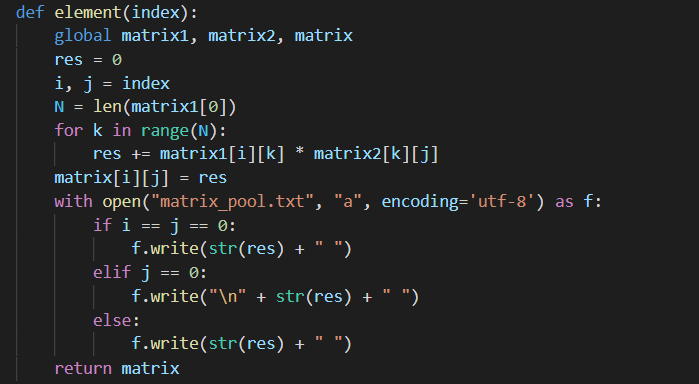 def element(index):
    global matrix1, matrix2, matrix
    res = 0
    i, j = index
    N = len(matrix1[0])
    for k in range(N):
        res += matrix1[i][k] * matrix2[k][j]
    matrix[i][j] = res
    with open("matrix_pool.txt", "a", encoding='utf-8') as f:
        if i == j == 0:
            f.write(str(res) + " ")
        elif j == 0:
            f.write("\n" + str(res) + " ")
        else:
            f.write(str(res) + " ")
    return matrix